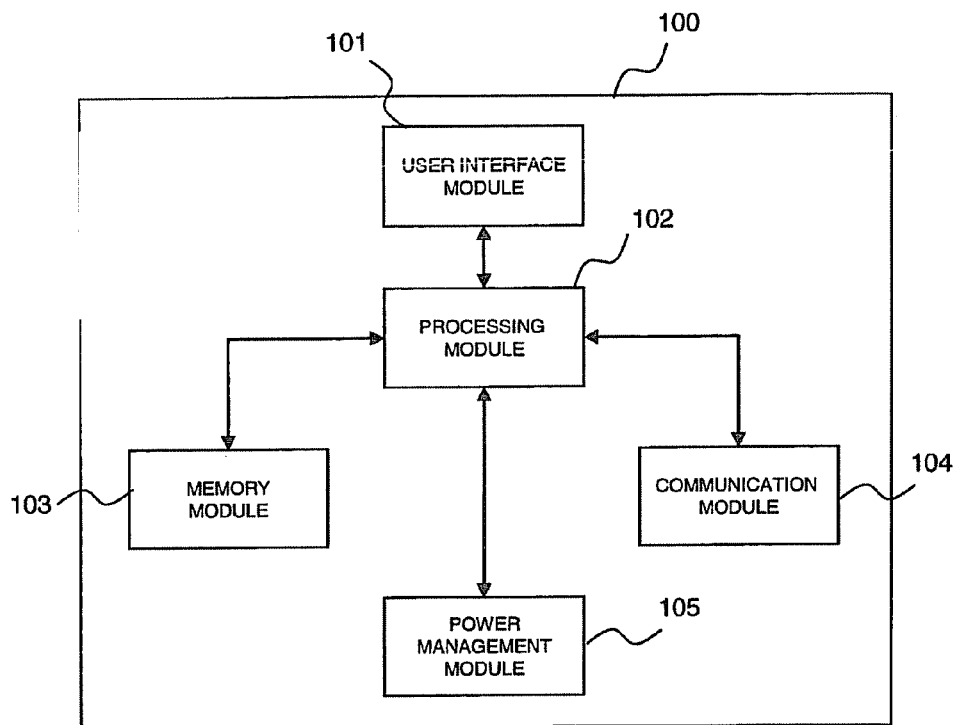 100
101
USER INTERFACE
MODULE
102
PROCESSING
MODULE
103
MEMORY
MODULE
COMMUNICATION
MODULE
104
POWER
MANAGEMENT
MODULE
105